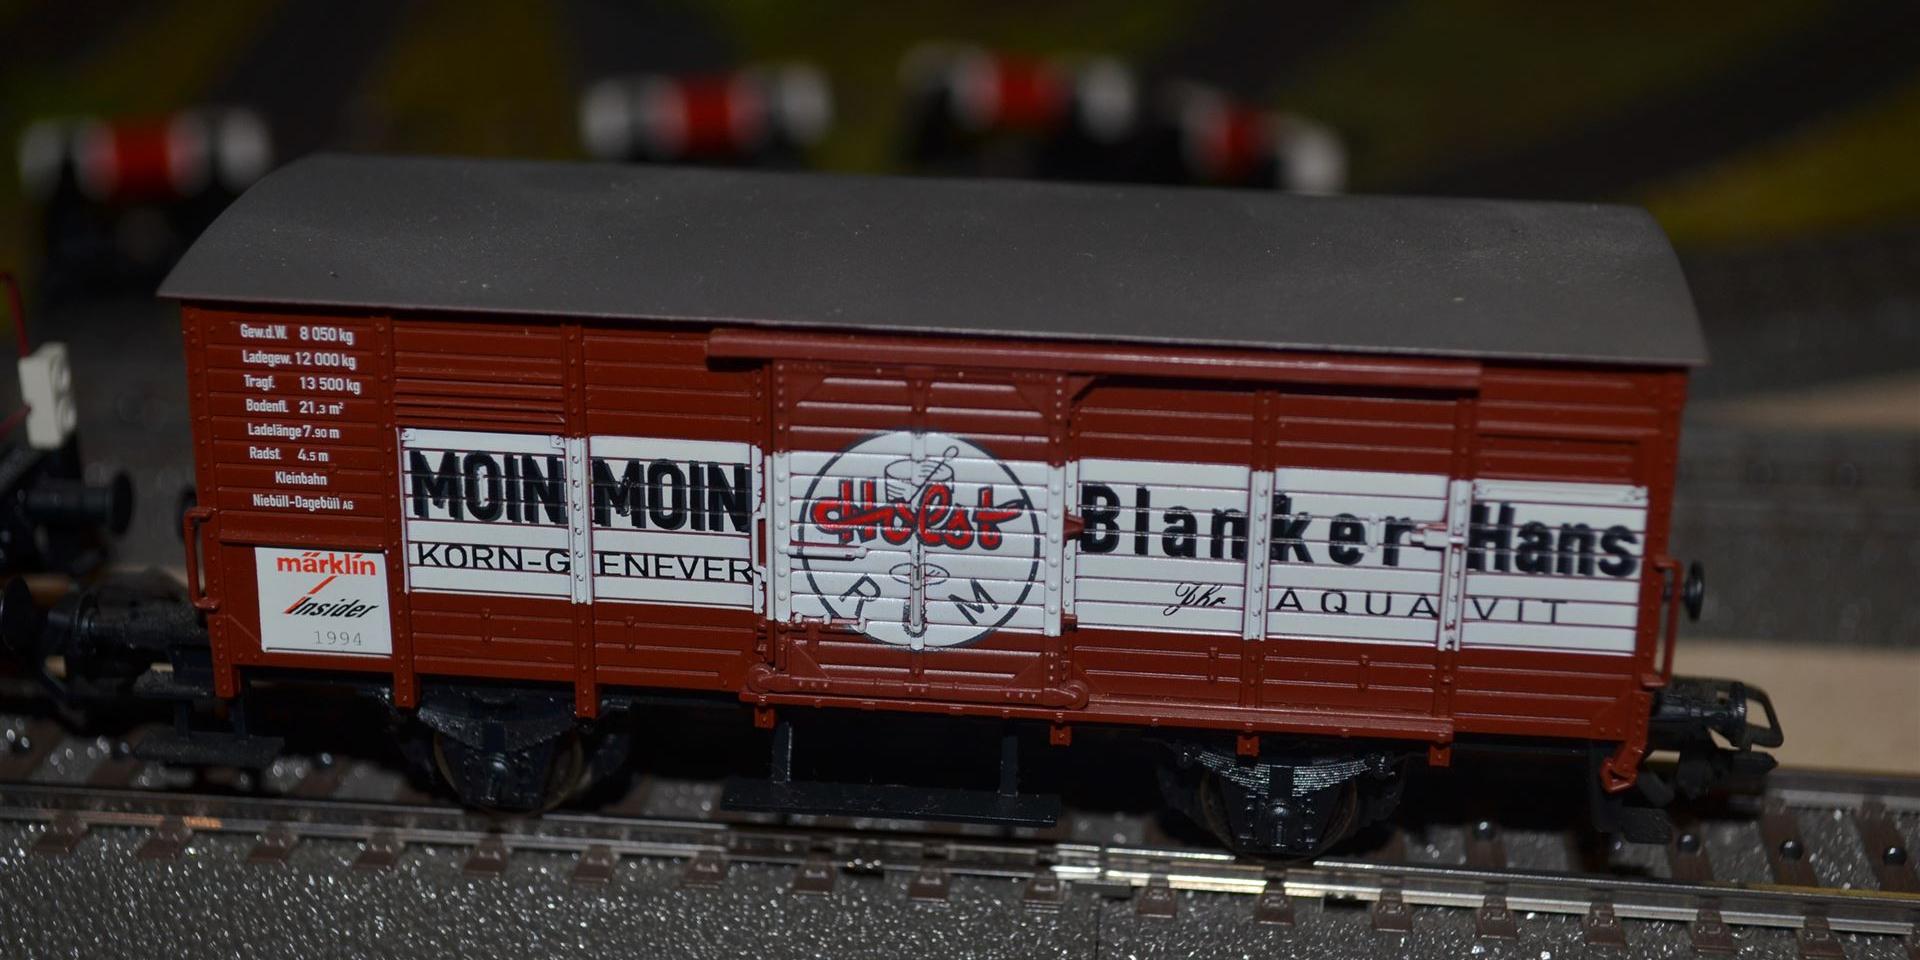 Gew.d.W. 8 050 kg
Ladegew. 12 000 kg
Tragf. 13 500 kg
Bodenfl. 21,3 m²
Ladelänge 7,90 m
Radst. 4,5 m
Kleinbahn
Niebüll-Dagebüll AG
märklin
Insider
1994
MOIN MOIN
KORN-GENEVER
Holst
RUM
Blanker Hans
Ihr AQUAVIT